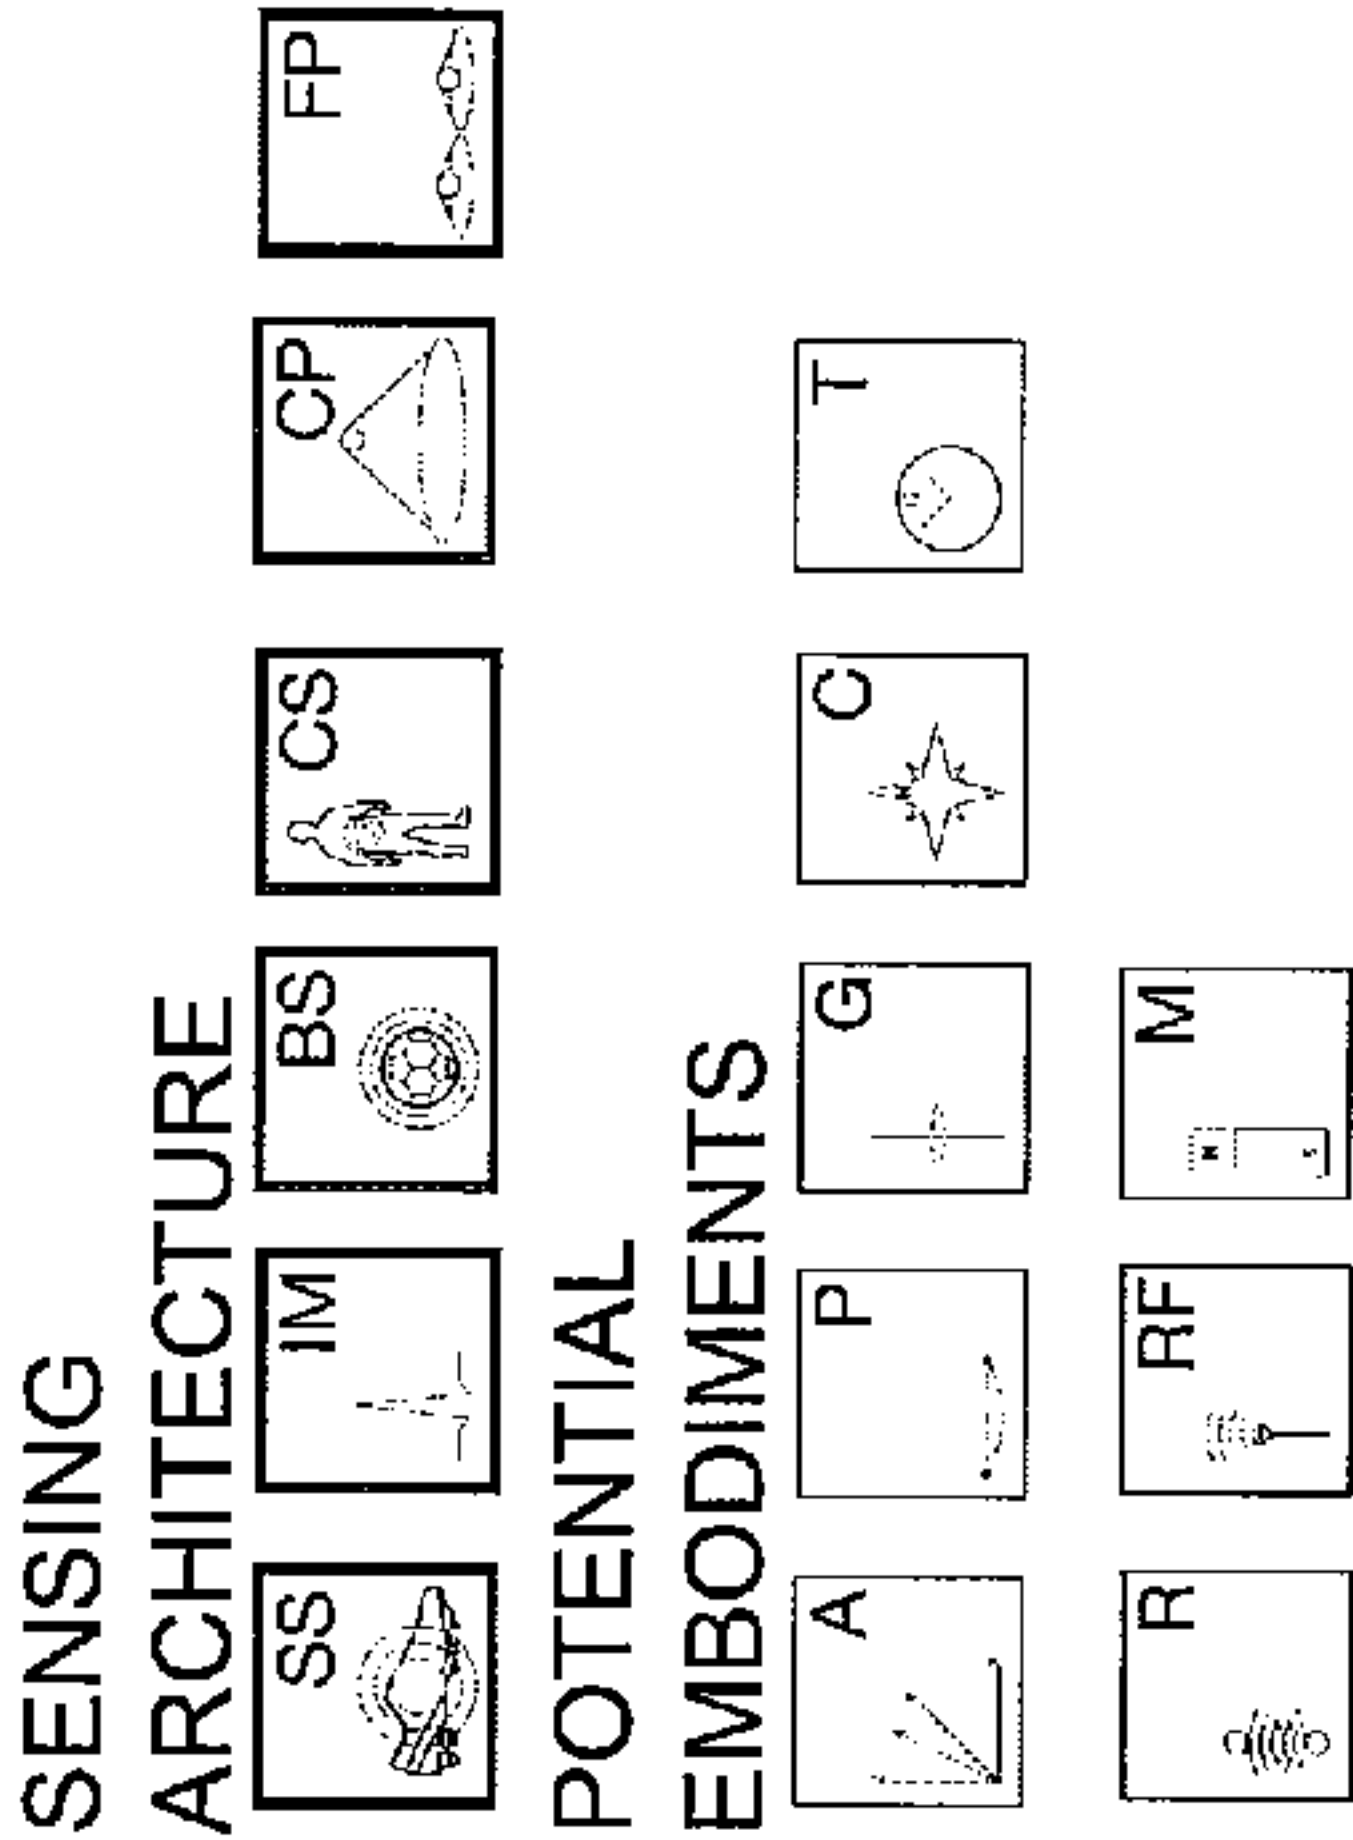 SENSING
ARCHITECTURE
SS IM BS CS CP FP
POTENTIAL
EMBODIMENTS
A P G C T
N
R RF M
N
S